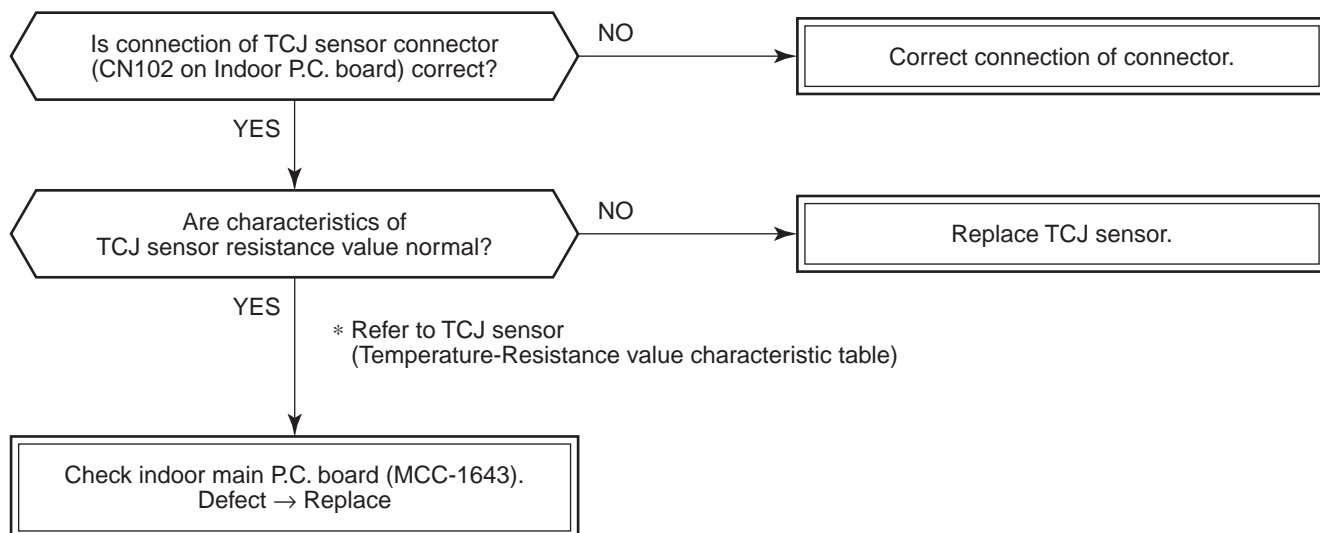 Is connection of TCJ sensor connector
(CN102 on Indoor P.C. board) correct?
NO
Correct connection of connector.
YES
Are characteristics of
TCJ sensor resistance value normal?
NO
Replace TCJ sensor.
YES
* Refer to TCJ sensor
(Temperature-Resistance value characteristic table)
Check indoor main P.C. board (MCC-1643).
Defect → Replace